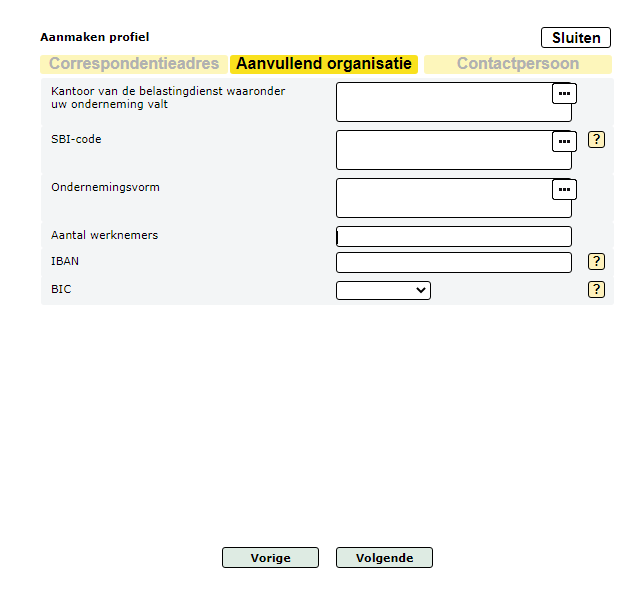 Aanmaken profiel
Sluiten
Correspondentieadres
Aanvullend organisatie
Contactpersoon
Kantoor van de belastingdienst waaronder
uw onderneming valt
...
SBI-code
...
?
Ondernemingsvorm
...
Aantal werknemers
IBAN
?
BIC
?
Vorige
Volgende